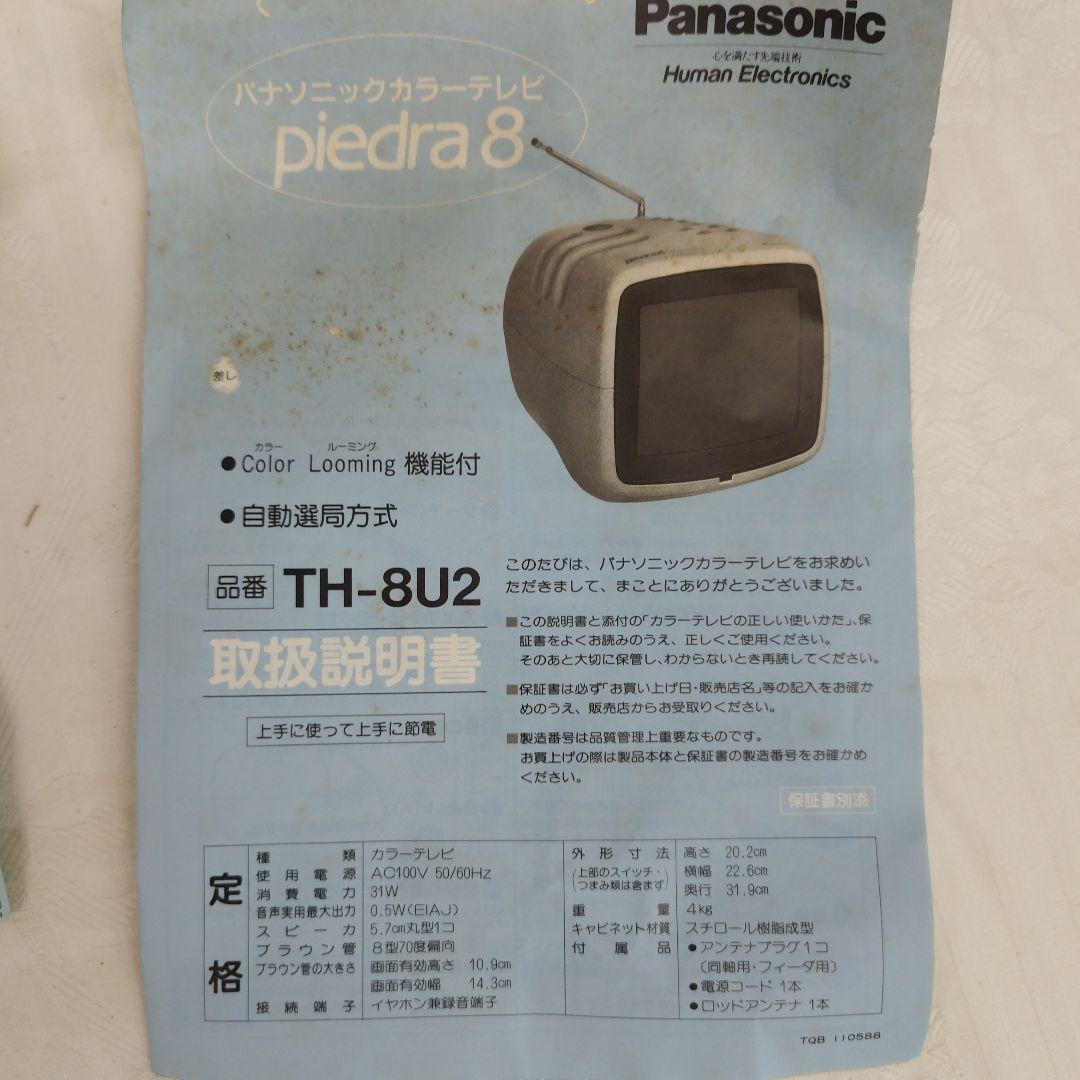 Panasonic
心を満たす先端技術
Human Electronics
パナソニックカラーテレビ
piedra 8
差し
カラー ルーミング
●Color Looming 機能付
●自動選局方式
品番 TH-8U2
取扱説明書
上手に使って上手に節電
このたびは、パナソニックカラーテレビをお求めい
ただきまして、まことにありがとうございました。
■この説明書と添付の「カラーテレビの正しい使いかた」、保
証書をよくお読みのうえ、正しくご使用ください。
そのあと大切に保管し、わからないとき再読してください。
■保証書は必ず「お買い上げ日・販売店名」等の記入をお確か
めのうえ、販売店からお受取りください。
■製造番号は品質管理上重要なものです。
お買上げの際は製品本体と保証書の製造番号をお確かめ
ください。
保証書別添
定格
種類 カラーテレビ
使用電源 AC100V 50/60Hz
消費電力 31W
音声実用最大出力 0.5W(EIAJ)
スピーカ 5.7cm丸型1コ
ブラウン管 8型70度偏向
ブラウン管の大きさ 画面有効高さ 10.9cm
画面有効幅 14.3cm
接続端子 イヤホン兼録音端子
外形寸法 高さ 20.2cm
(上部のスイッチ・ 横幅 22.6cm
つまみ類は含まず) 奥行 31.9cm
重量 4kg
キャビネット材質 スチロール樹脂成型
付属品 ●アンテナプラグ1コ
〔同軸用・フィーダ用〕
●電源コード 1本
●ロッドアンテナ 1本
TQB 110588